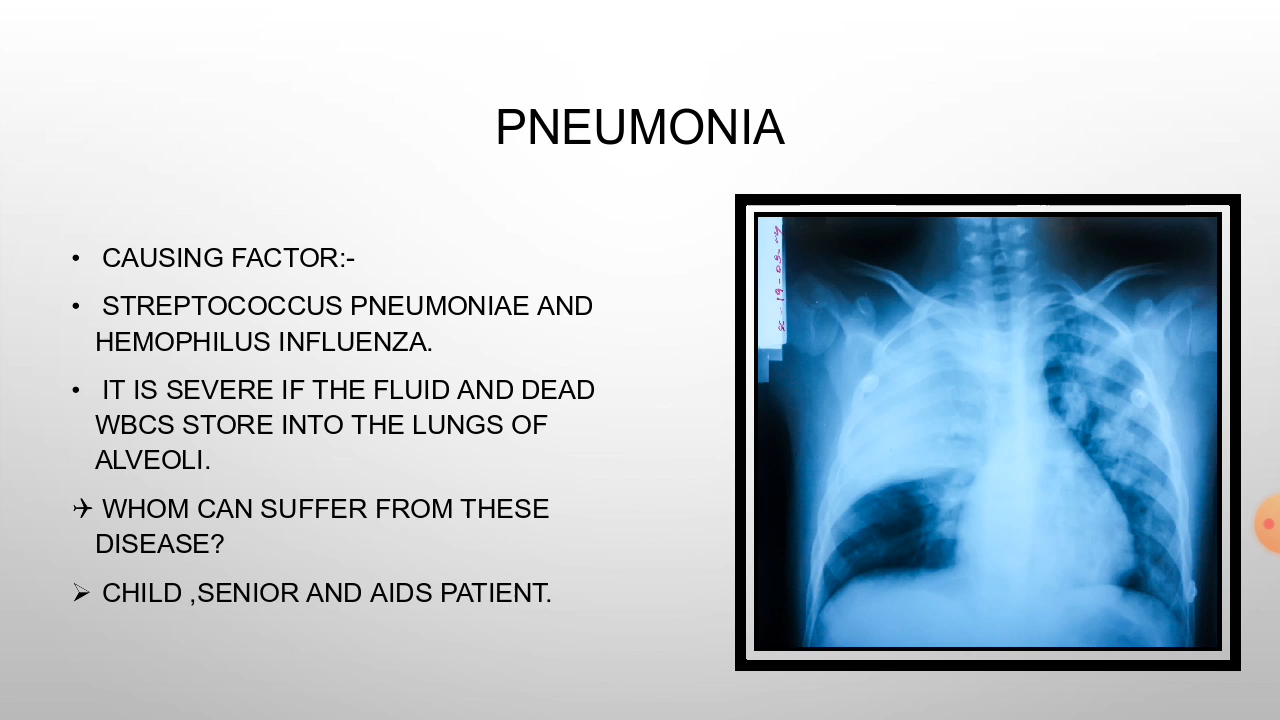 PNEUMONIA
• CAUSING FACTOR:-
• STREPTOCOCCUS PNEUMONIAE AND
HEMOPHILUS INFLUENZA.
• IT IS SEVERE IF THE FLUID AND DEAD
WBCS STORE INTO THE LUNGS OF
ALVEOLI.
✈ WHOM CAN SUFFER FROM THESE
DISEASE?
➢ CHILD ,SENIOR AND AIDS PATIENT.